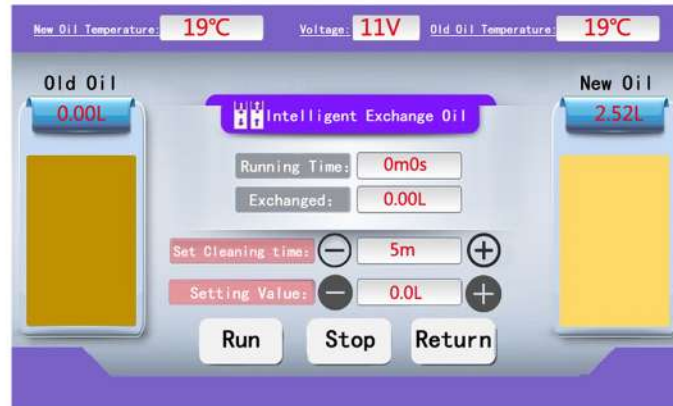 New Oil Temperature: 19℃ Voltage: 11V Old Oil Temperature: 19℃
Old Oil
New Oil
0.00L
2.52L
Intelligent Exchange Oil
Running Time: 0m0s
Exchanged: 0.00L
Set Cleaning time: − 5m +
Setting Value: − 0.0L +
Run Stop Return